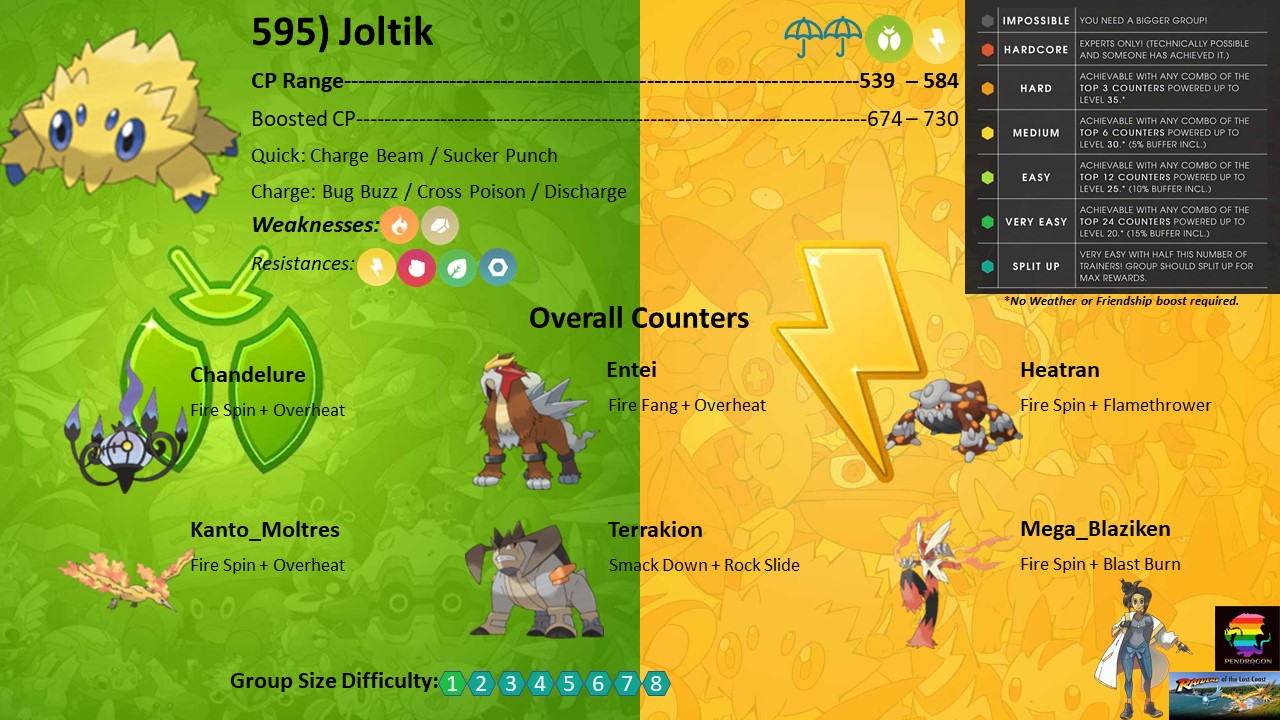 595) Joltik
CP Range------------------------------------------------------------------------------------539 – 584
Boosted CP------------------------------------------------------------------------------------674 – 730
Quick: Charge Beam / Sucker Punch
Charge: Bug Buzz / Cross Poison / Discharge
Weaknesses:
Resistances:
IMPOSSIBLE YOU NEED A BIGGER GROUP!
HARDCORE EXPERTS ONLY! (TECHNICALLY POSSIBLE
AND SOMEONE HAS ACHIEVED IT.)
HARD ACHIEVABLE WITH ANY COMBO OF THE
TOP 3 COUNTERS POWERED UP TO
LEVEL 35.*
MEDIUM ACHIEVABLE WITH ANY COMBO OF THE
TOP 6 COUNTERS POWERED UP TO
LEVEL 30.* (5% BUFFER INCL.)
EASY ACHIEVABLE WITH ANY COMBO OF THE
TOP 12 COUNTERS POWERED UP TO
LEVEL 25.* (10% BUFFER INCL.)
VERY EASY ACHIEVABLE WITH ANY COMBO OF THE
TOP 24 COUNTERS POWERED UP TO
LEVEL 20.* (15% BUFFER INCL.)
SPLIT UP VERY EASY WITH HALF THIS NUMBER OF
TRAINERS! GROUP SHOULD SPLIT UP FOR
MAX REWARDS.
*No Weather or Friendship boost required.
Overall Counters
Chandelure
Fire Spin + Overheat
Entei
Fire Fang + Overheat
Heatran
Fire Spin + Flamethrower
Kanto_Moltres
Fire Spin + Overheat
Terrakion
Smack Down + Rock Slide
Mega_Blaziken
Fire Spin + Blast Burn
Group Size Difficulty: 1 2 3 4 5 6 7 8
PENDRAGON
RAIDERS of the Lost Coast